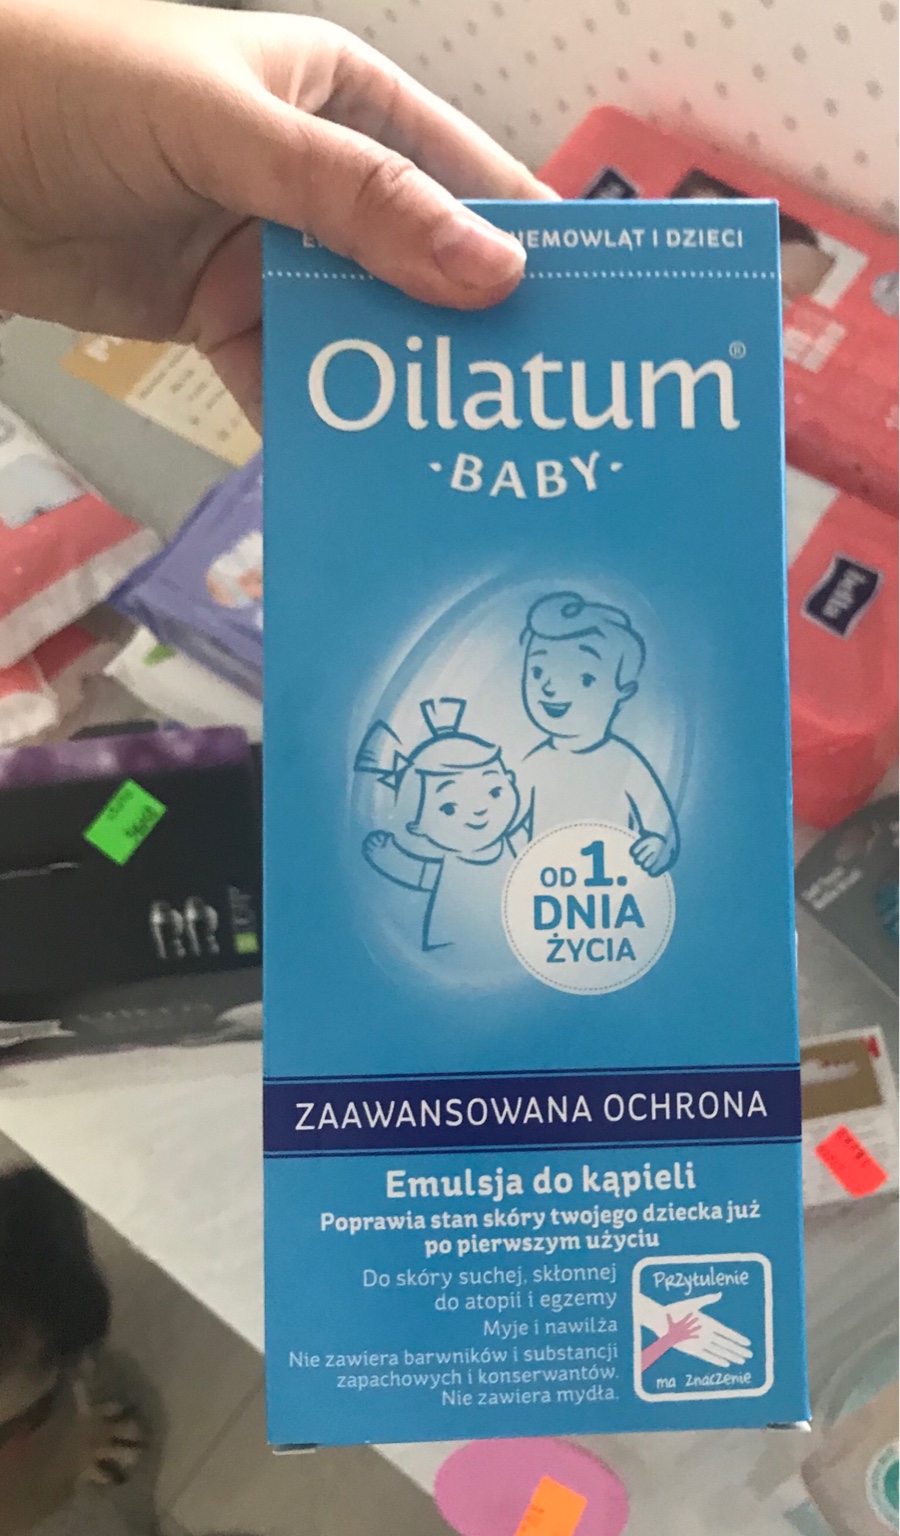 NIEMOWLĄT I DZIECI
Oilatum®
·BABY·
OD 1.
DNIA
ŻYCIA
ZAAWANSOWANA OCHRONA
Emulsja do kąpieli
Poprawia stan skóry twojego dziecka już
po pierwszym użyciu
Do skóry suchej, skłonnej
do atopii i egzemy
Myje i nawilża
Nie zawiera barwników i substancji
zapachowych i konserwantów.
Nie zawiera mydła.
Przytulenie
ma znaczenie
bella